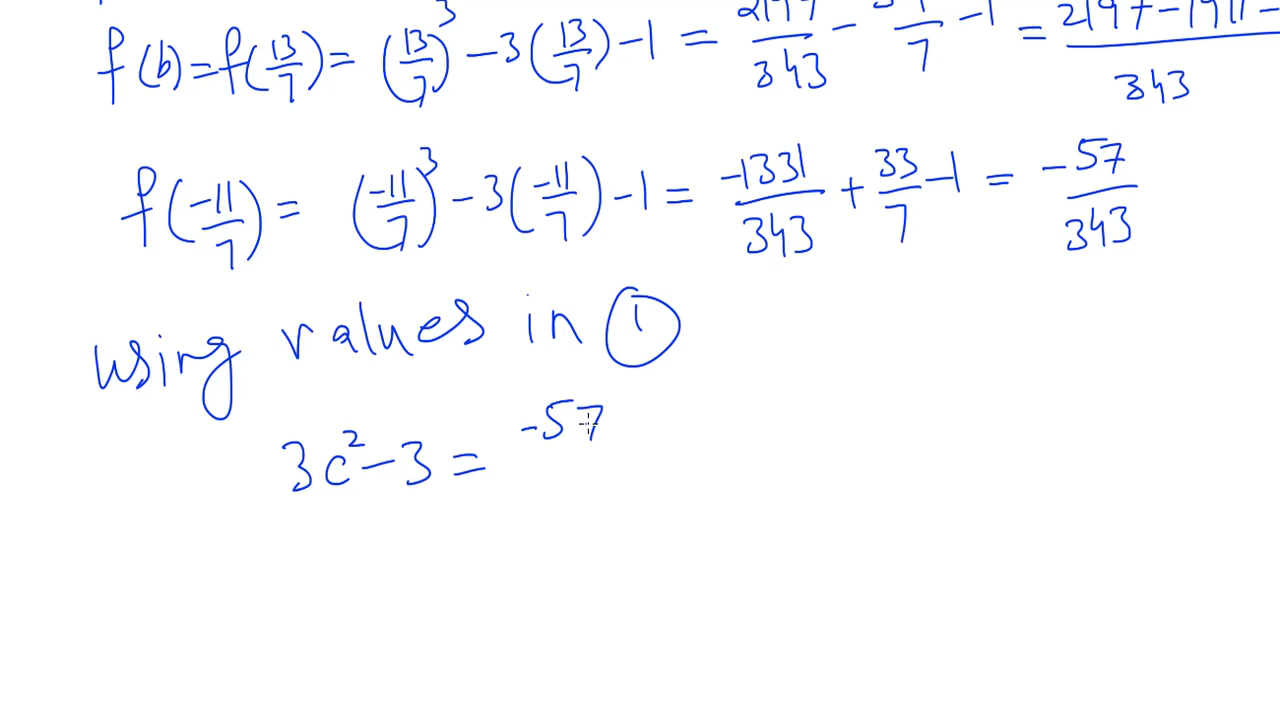 f(b)=f(13/7)= (13/7)^3 -3(13/7)-1 = 2197/343 - /7 -1 = 2197-1911-/343
f(-11/7)= (-11/7)^3 -3(-11/7)-1 = -1331/343 + 33/7 -1 = -57/343
using values in ①
3c²-3 = -57